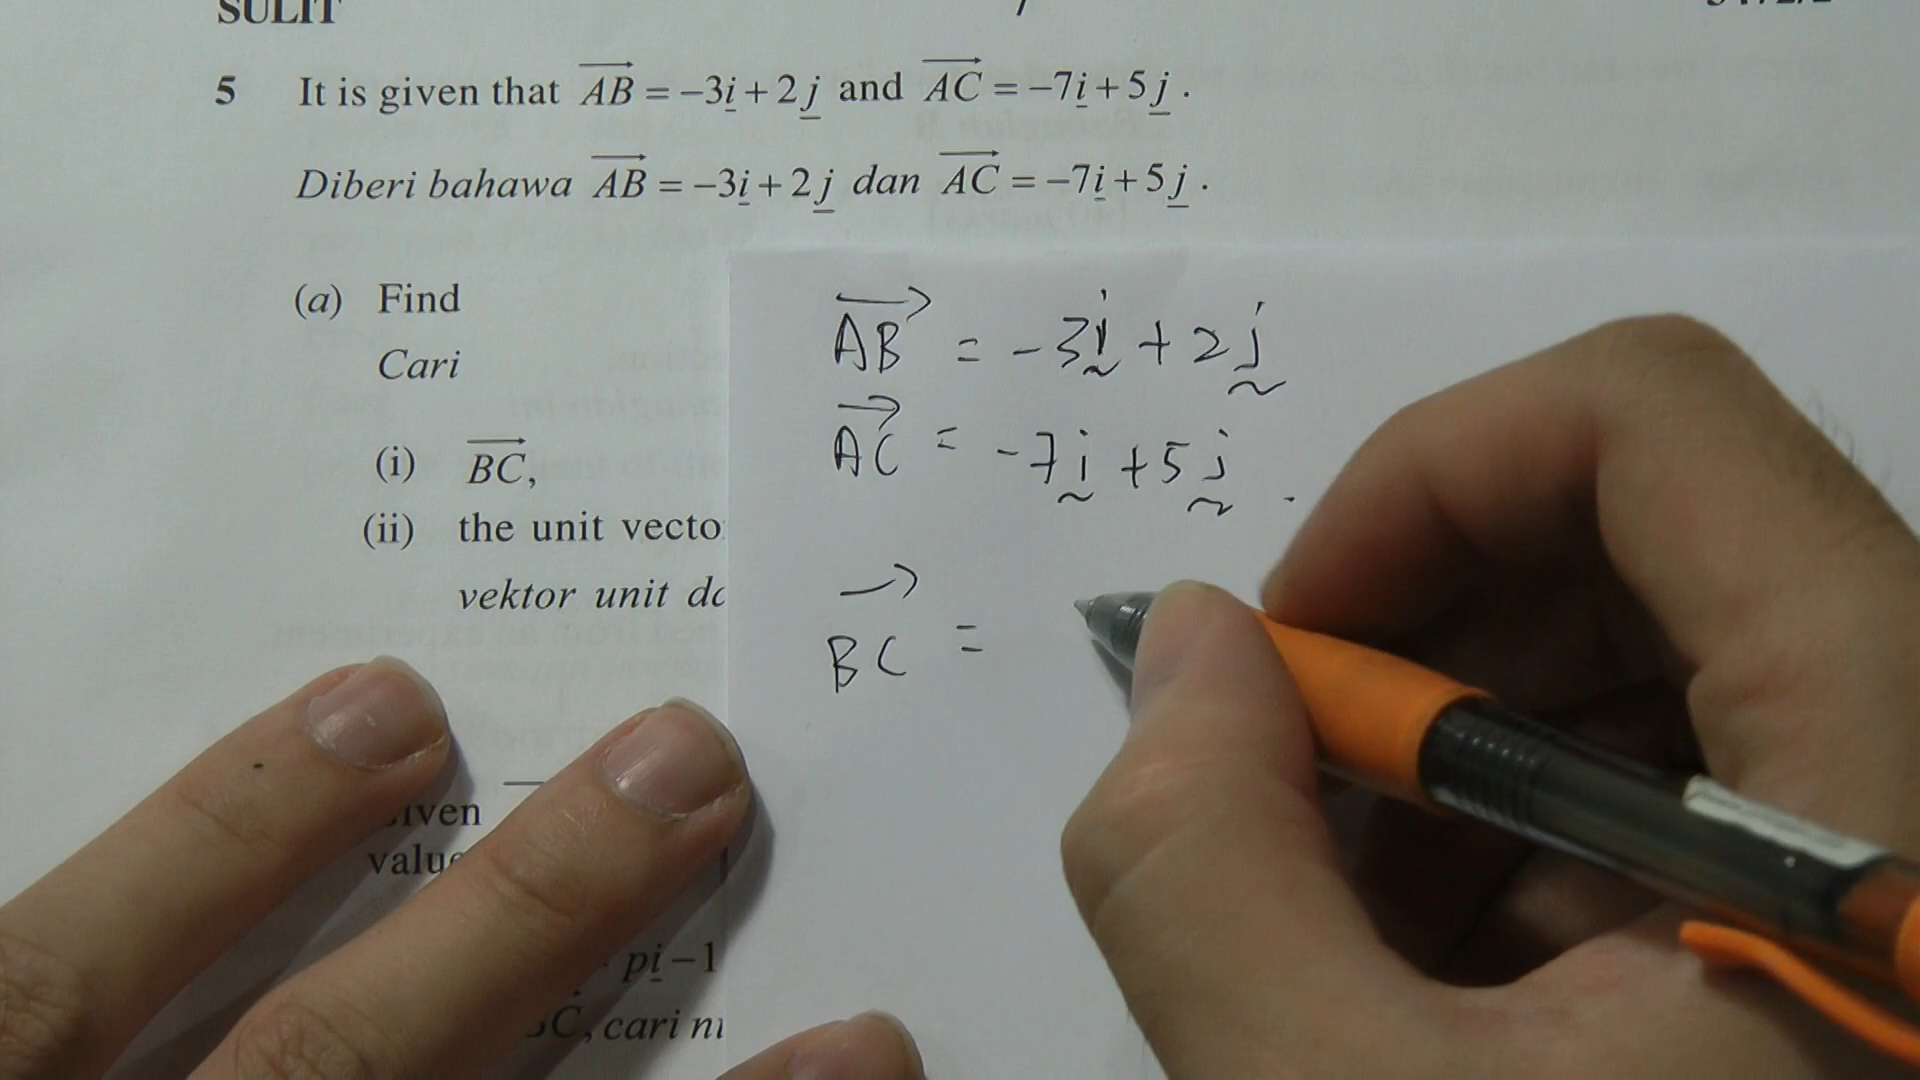 SULIT
5 It is given that AB = −3i + 2j and AC = −7i + 5j .
Diberi bahawa AB = −3i + 2j dan AC = −7i + 5j .
(a) Find
Cari
(i) BC,
(ii) the unit vecto
vektor unit
AB = -3i + 2j
AC = -7i + 5j .
BC =
pi − 1
cari